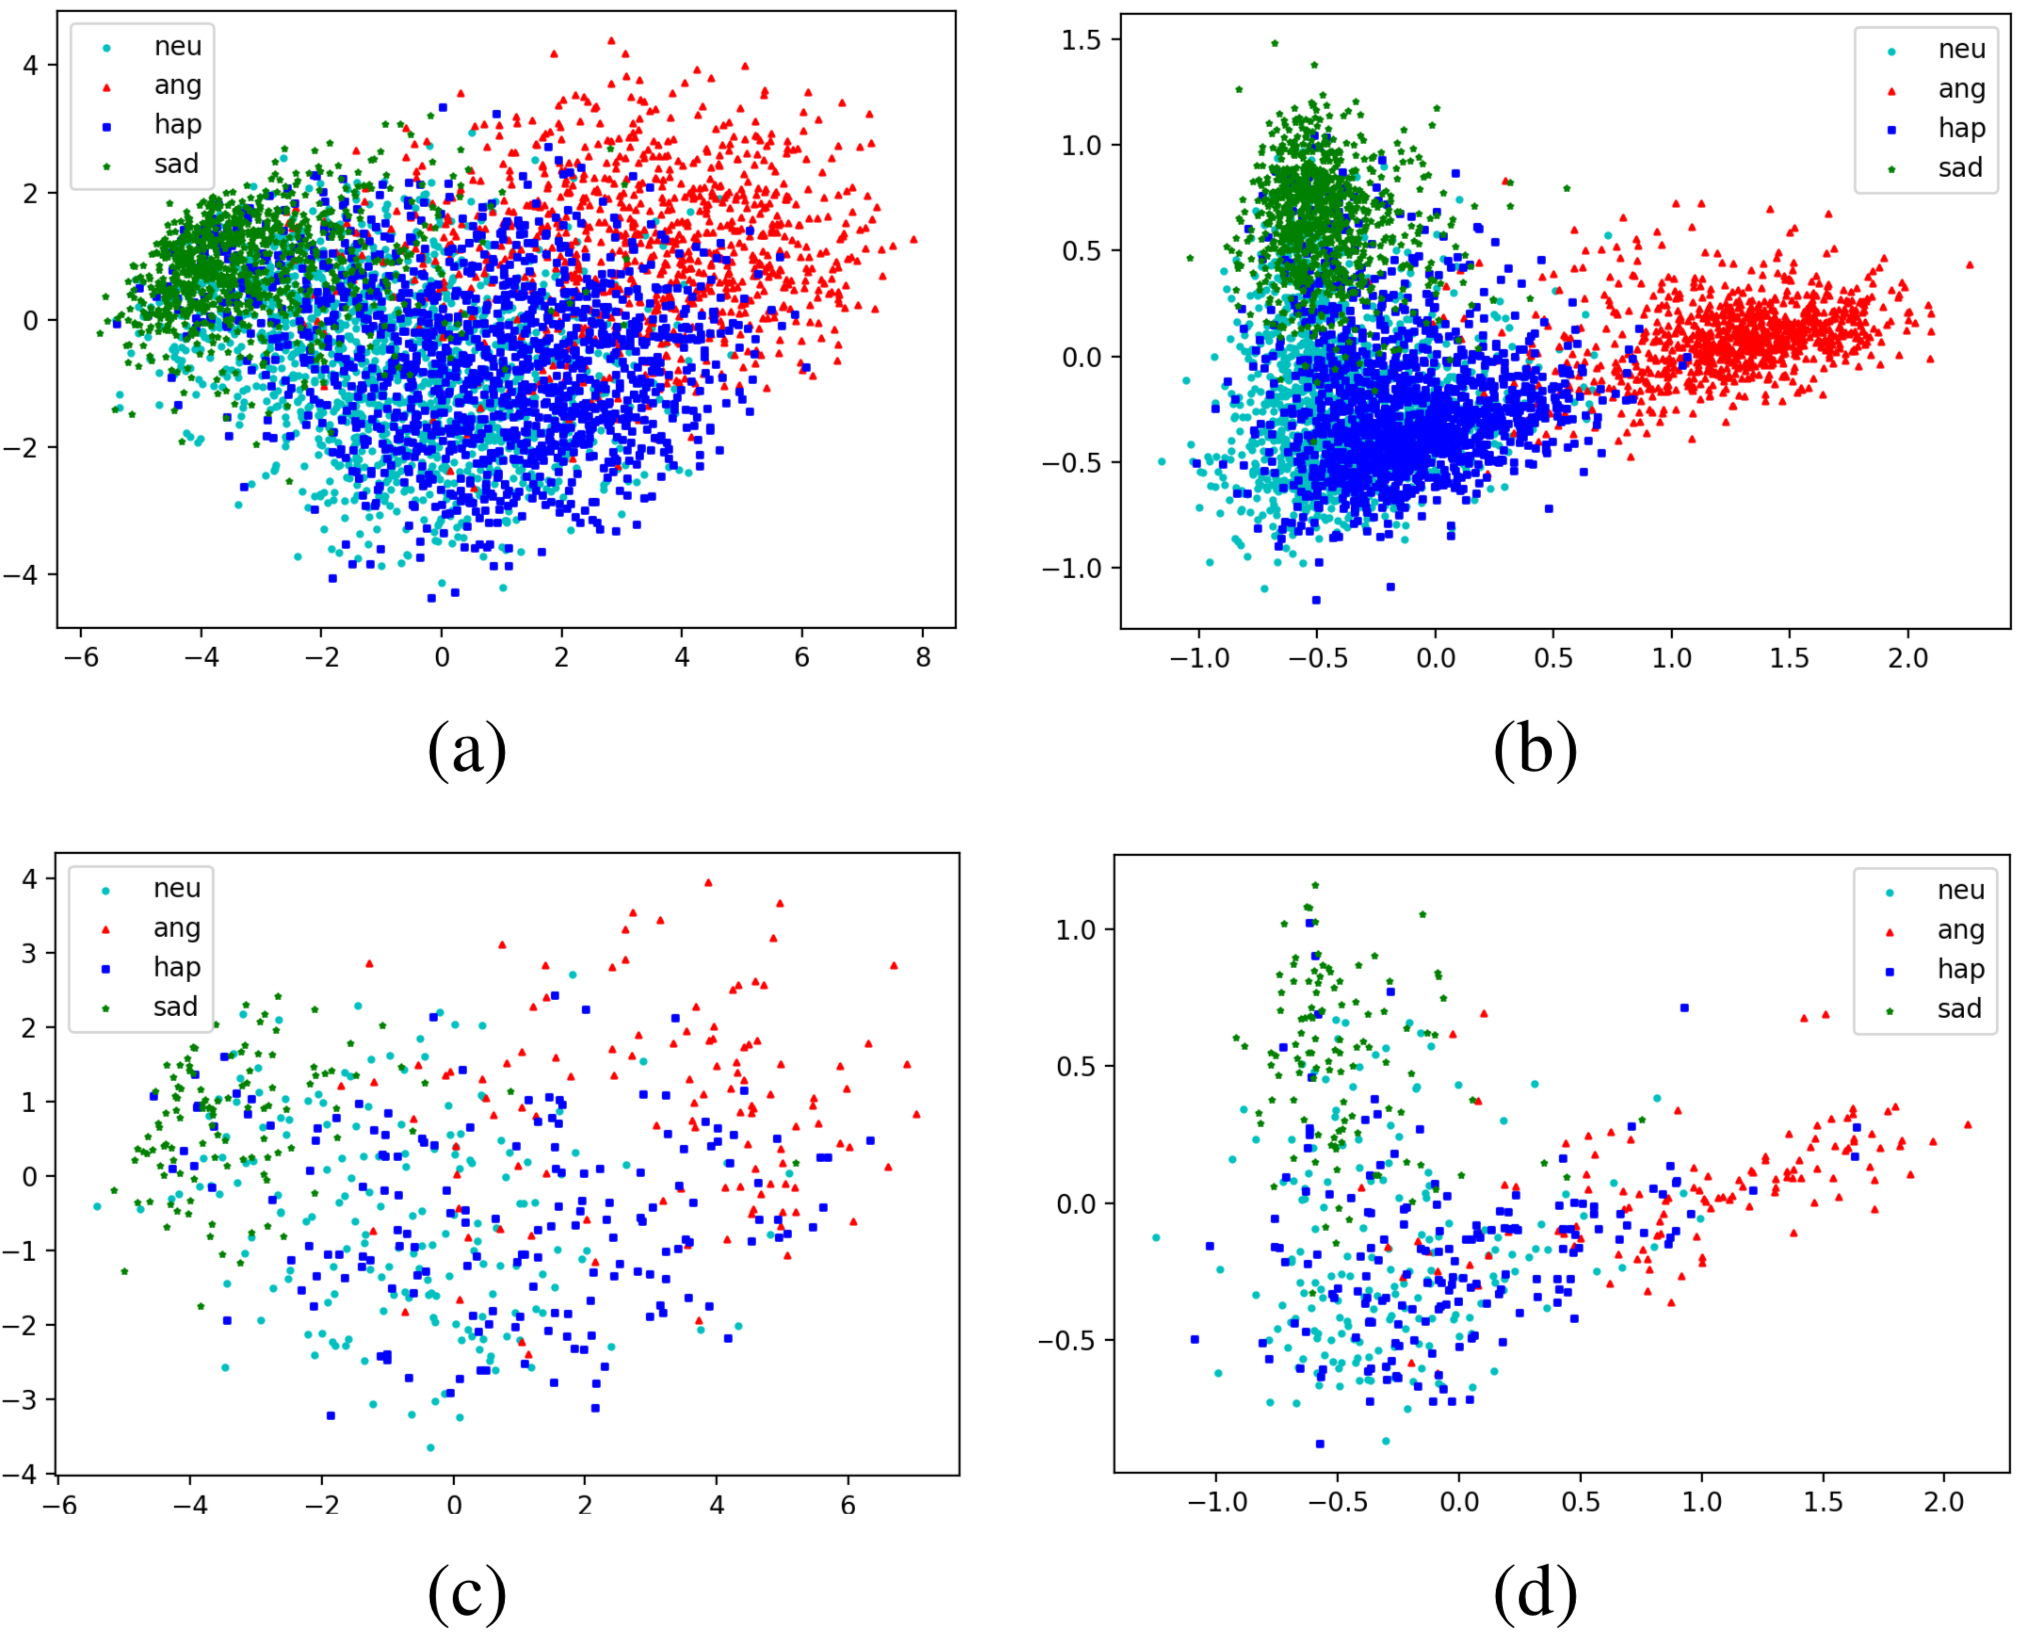 neu
ang
hap
sad
4
2
0
−2
−4
−6 −4 −2 0 2 4 6 8
(a)
neu
ang
hap
sad
1.5
1.0
0.5
0.0
−0.5
−1.0
−1.0 −0.5 0.0 0.5 1.0 1.5 2.0
(b)
neu
ang
hap
sad
4
3
2
1
0
−1
−2
−3
−4
−6 −4 −2 0 2 4 6
(c)
neu
ang
hap
sad
1.0
0.5
0.0
−0.5
−1.0 −0.5 0.0 0.5 1.0 1.5 2.0
(d)